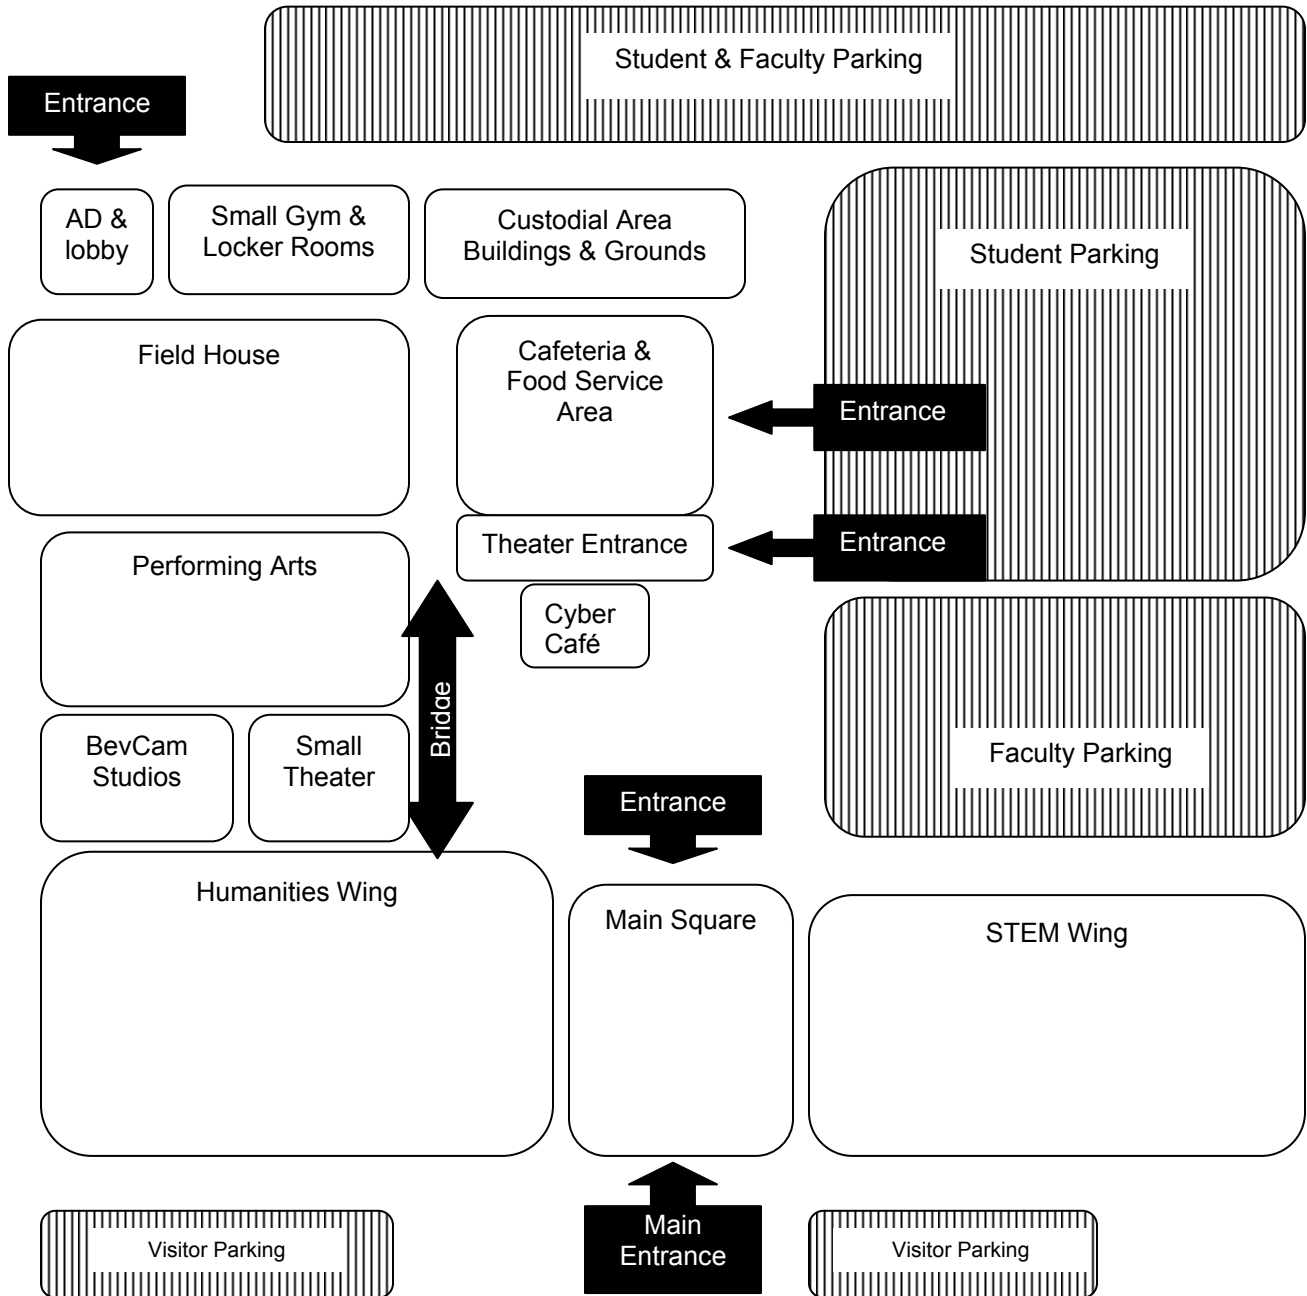 Student & Faculty Parking
Entrance
AD &
lobby
Small Gym &
Locker Rooms
Custodial Area
Buildings & Grounds
Student Parking
Field House
Cafeteria &
Food Service
Area
Entrance
Theater Entrance
Entrance
Performing Arts
Cyber
Café
Bridge
BevCam
Studios
Small
Theater
Faculty Parking
Entrance
Humanities Wing
Main Square
STEM Wing
Visitor Parking
Main
Entrance
Visitor Parking